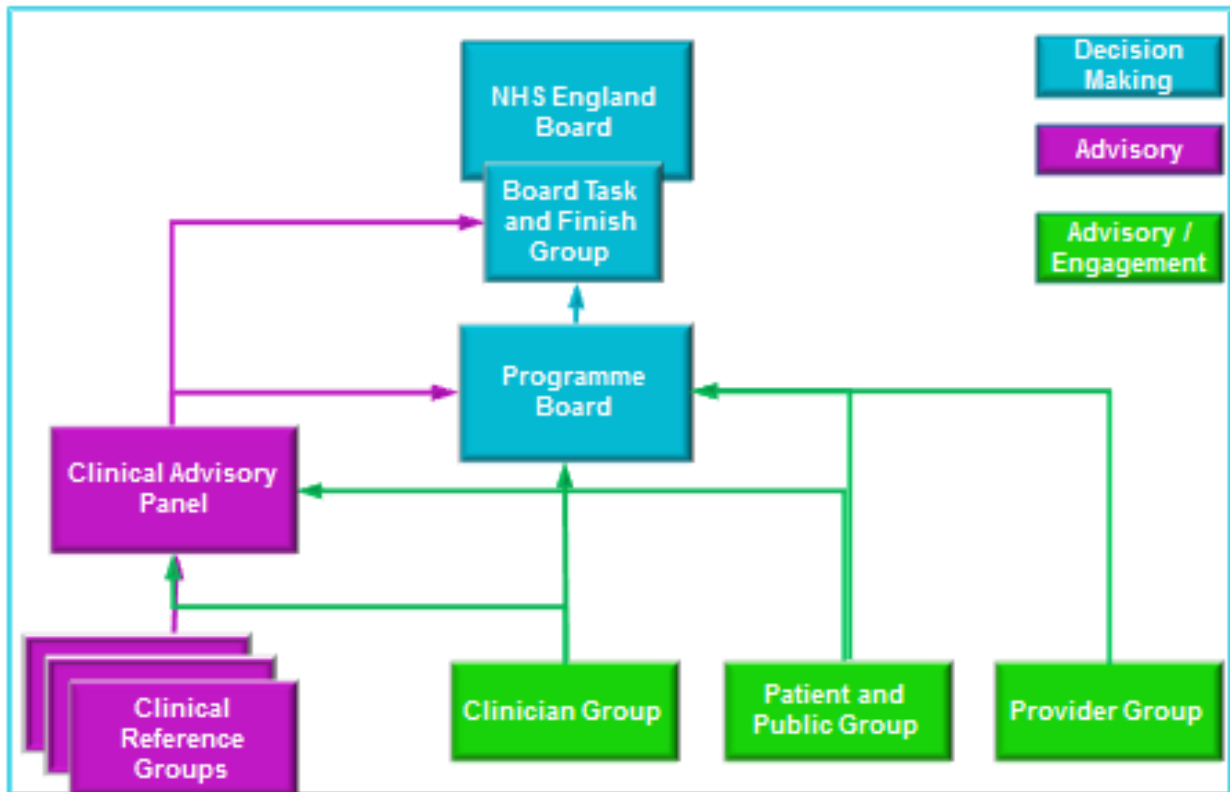 NHS England
Board
Decision
Making
Advisory
Board Task
and Finish
Group
Advisory /
Engagement
Programme
Board
Clinical Advisory
Panel
Clinical
Reference
Groups
Clinician Group
Patient and
Public Group
Provider Group